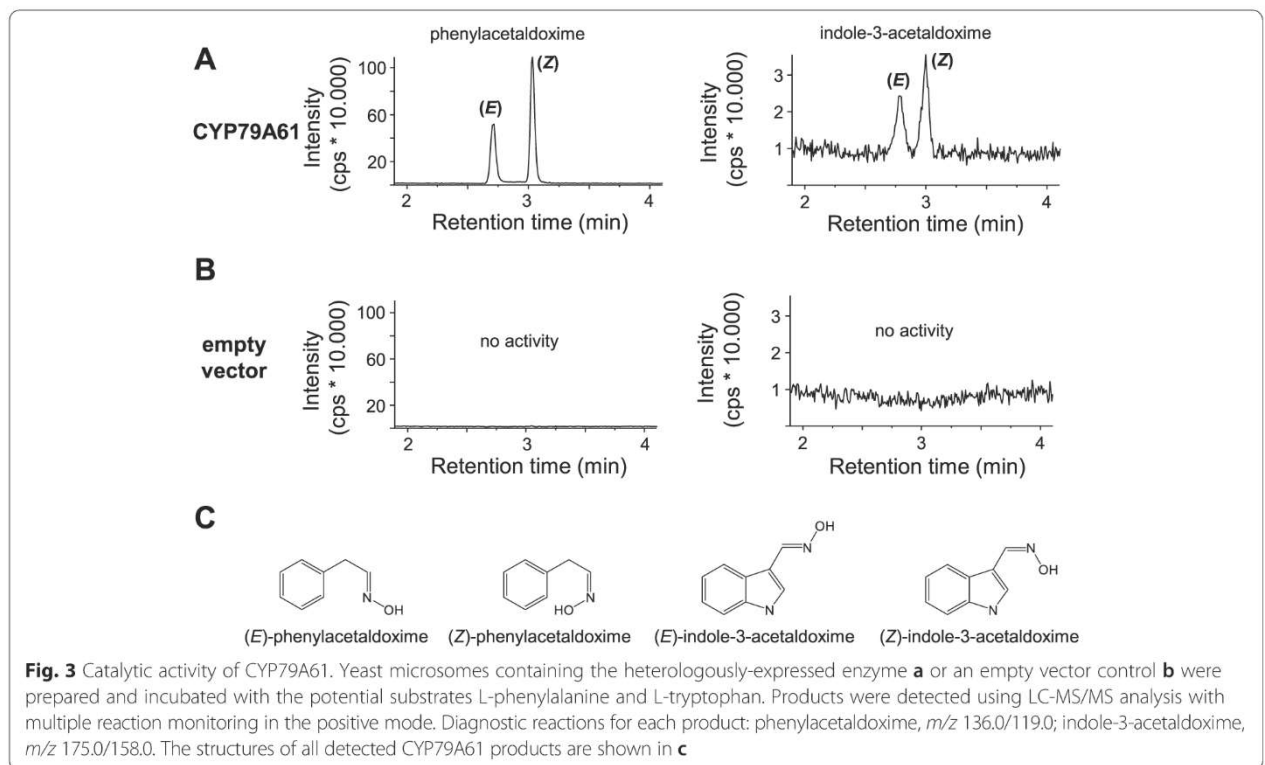 A
CYP79A61
phenylacetaldoxime
Intensity
(cps * 10.000)
100
60
20
(E)
(Z)
2
3
4
Retention time (min)
indole-3-acetaldoxime
Intensity
(cps * 10.000)
3
2
1
(E)
(Z)
2
3
4
Retention time (min)
B
empty
vector
Intensity
(cps * 10.000)
100
60
20
no activity
2
3
4
Retention time (min)
Intensity
(cps * 10.000)
3
2
1
no activity
2
3
4
Retention time (min)
C
N
OH
(E)-phenylacetaldoxime
HO
N
(Z)-phenylacetaldoxime
OH
N
N
(E)-indole-3-acetaldoxime
N
OH
N
(Z)-indole-3-acetaldoxime
Fig. 3 Catalytic activity of CYP79A61. Yeast microsomes containing the heterologously-expressed enzyme a or an empty vector control b were
prepared and incubated with the potential substrates L-phenylalanine and L-tryptophan. Products were detected using LC-MS/MS analysis with
multiple reaction monitoring in the positive mode. Diagnostic reactions for each product: phenylacetaldoxime, m/z 136.0/119.0; indole-3-acetaldoxime,
m/z 175.0/158.0. The structures of all detected CYP79A61 products are shown in c